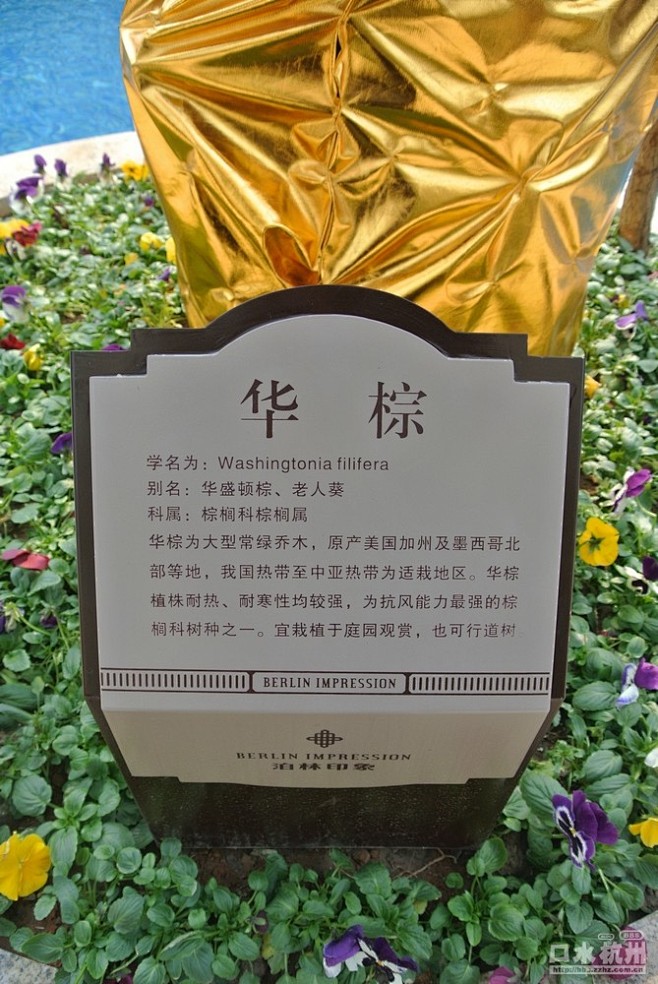 华 棕
学名为：Washingtonia filifera
别名：华盛顿棕、老人葵
科属：棕榈科棕榈属
华棕为大型常绿乔木，原产美国加州及墨西哥北
部等地，我国热带至中亚热带为适栽地区。华棕
植株耐热、耐寒性均较强，为抗风能力最强的棕
榈科树种之一。宜栽植于庭园观赏，也可行道树。
BERLIN IMPRESSION
BERLIN IMPRESSION
泊林印象
口水杭州